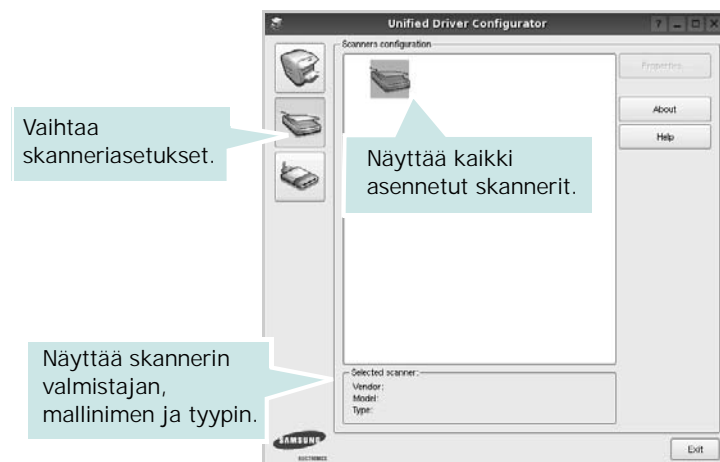 Unified Driver Configurator
Scanners configuration
Properties...
About
Help
Vaihtaa
skanneriasetukset.
Näyttää kaikki
asennetut skannerit.
Näyttää skannerin
valmistajan,
mallinimen ja tyypin.
Selected scanner:
Vendor:
Model:
Type:
SAMSUNG
ELECTRONICS
Exit